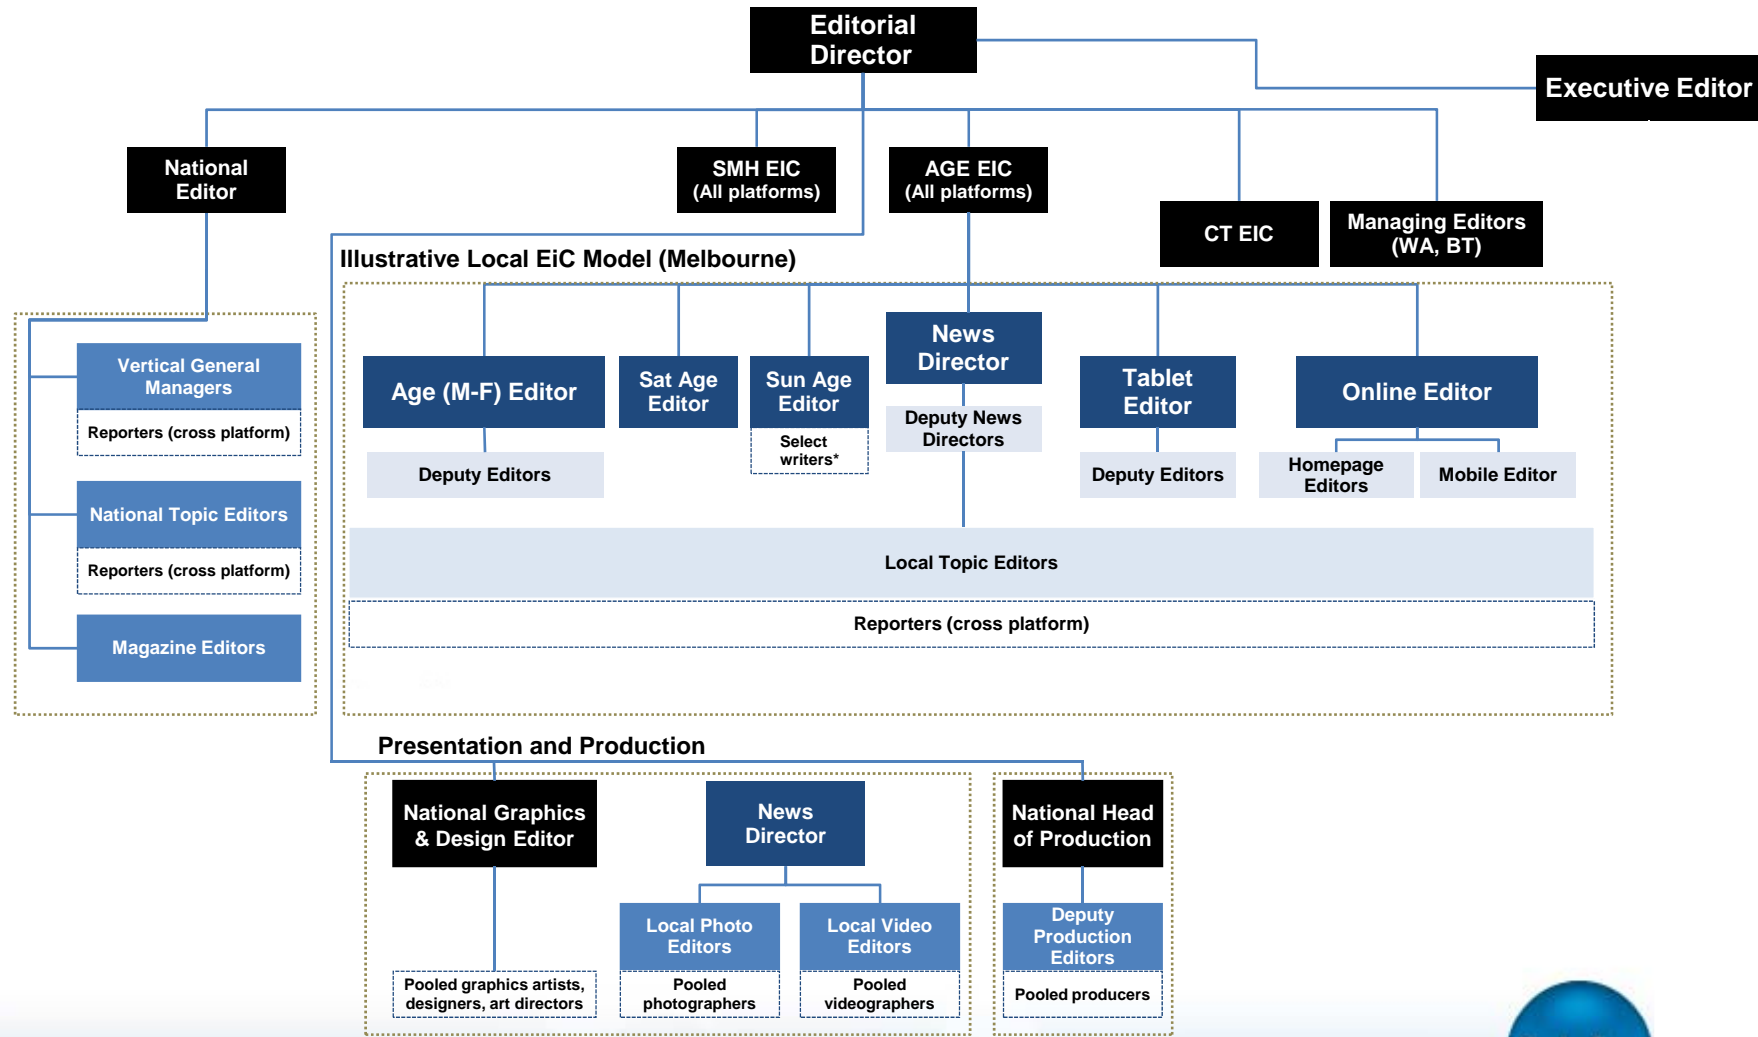 Editorial
Director
Executive Editor
National
Editor
SMH EIC
(All platforms)
AGE EIC
(All platforms)
CT EIC
Managing Editors
(WA, BT)
Illustrative Local EiC Model (Melbourne)
Vertical General
Managers
Reporters (cross platform)
National Topic Editors
Reporters (cross platform)
Magazine Editors
Age (M-F) Editor
Deputy Editors
Sat Age
Editor
Sun Age
Editor
Select
writers*
News
Director
Deputy News
Directors
Tablet
Editor
Deputy Editors
Online Editor
Homepage
Editors
Mobile Editor
Local Topic Editors
Reporters (cross platform)
Presentation and Production
National Graphics
& Design Editor
Pooled graphics artists,
designers, art directors
News
Director
Local Photo
Editors
Pooled
photographers
Local Video
Editors
Pooled
videographers
National Head
of Production
Deputy
Production
Editors
Pooled producers